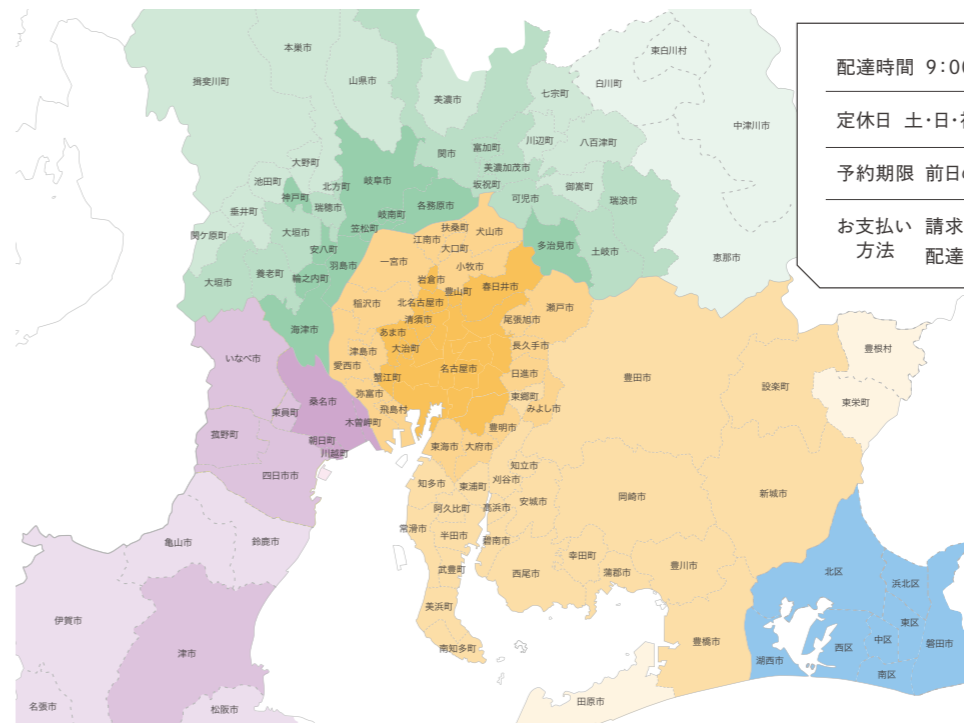 配達時間 9:00
定休日 土・日・祝
予約期限 前日の
お支払い 請求
方法 配達
本巣市
揖斐川町
山県市
美濃市
七宗町
白川町
東白川村
中津川市
大野町
関市
富加町
川辺町
八百津町
美濃加茂市
池田町
神戸町
北方町
岐阜市
坂祝町
御嵩町
垂井町
瑞穂市
岐南町
各務原市
可児市
瑞浪市
関ケ原町
大垣市
安八町
笠松町
扶桑町
犬山市
江南市
大口町
多治見市
土岐市
恵那市
大垣市
養老町
輪之内町
羽島市
一宮市
小牧市
岩倉市
豊山町
春日井市
稲沢市
北名古屋市
瀬戸市
海津市
清須市
尾張旭市
あま市
いなべ市
津島市
大治町
長久手市
豊根村
愛西市
名古屋市
日進市
豊田市
設楽町
蟹江町
弥富市
東郷町
東栄町
桑名市
東員町
飛島村
みよし市
木曽岬町
豊明市
菰野町
朝日町
川越町
東海市
大府市
四日市市
知立市
知多市
東浦町
刈谷市
岡崎市
新城市
阿久比町
高浜市
安城市
常滑市
半田市
碧南市
亀山市
鈴鹿市
幸田町
武豊町
西尾市
蒲郡市
豊川市
北区
浜北区
美浜町
伊賀市
東区
南知多町
豊橋市
中区
磐田市
津市
西区
湖西市
南区
名張市
松阪市
田原市